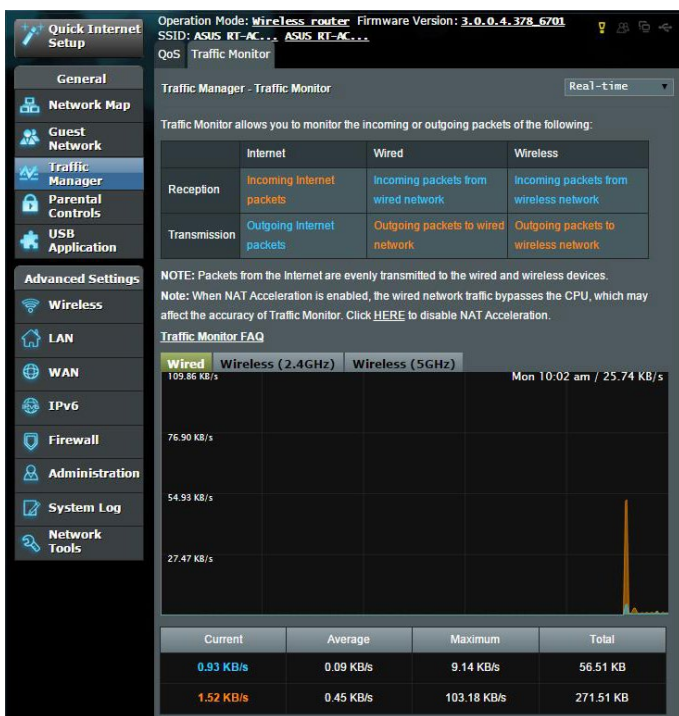 Quick Internet
Setup
General
Network Map
Guest
Network
Traffic
Manager
Parental
Controls
USB
Application
Advanced Settings
Wireless
LAN
WAN
IPv6
Firewall
Administration
System Log
Network
Tools
Operation Mode: Wireless router Firmware Version: 3.0.0.4.378_6701
SSID: ASUS RT-AC... ASUS RT-AC...
QoS Traffic Monitor
Traffic Manager - Traffic Monitor Real-time
Traffic Monitor allows you to monitor the incoming or outgoing packets of the following:
Internet Wired Wireless
Reception
Incoming Internet
packets
Incoming packets from
wired network
Incoming packets from
wireless network
Transmission
Outgoing Internet
packets
Outgoing packets to wired
network
Outgoing packets to
wireless network
NOTE: Packets from the Internet are evenly transmitted to the wired and wireless devices.
Note: When NAT Acceleration is enabled, the wired network traffic bypasses the CPU, which may
affect the accuracy of Traffic Monitor. Click HERE to disable NAT Acceleration.
Traffic Monitor FAQ
Wired Wireless (2.4GHz) Wireless (5GHz)
109.86 KB/s Mon 10:02 am / 25.74 KB/s
76.90 KB/s
54.93 KB/s
27.47 KB/s
Current Average Maximum Total
0.93 KB/s 0.09 KB/s 9.14 KB/s 56.51 KB
1.52 KB/s 0.45 KB/s 103.18 KB/s 271.51 KB